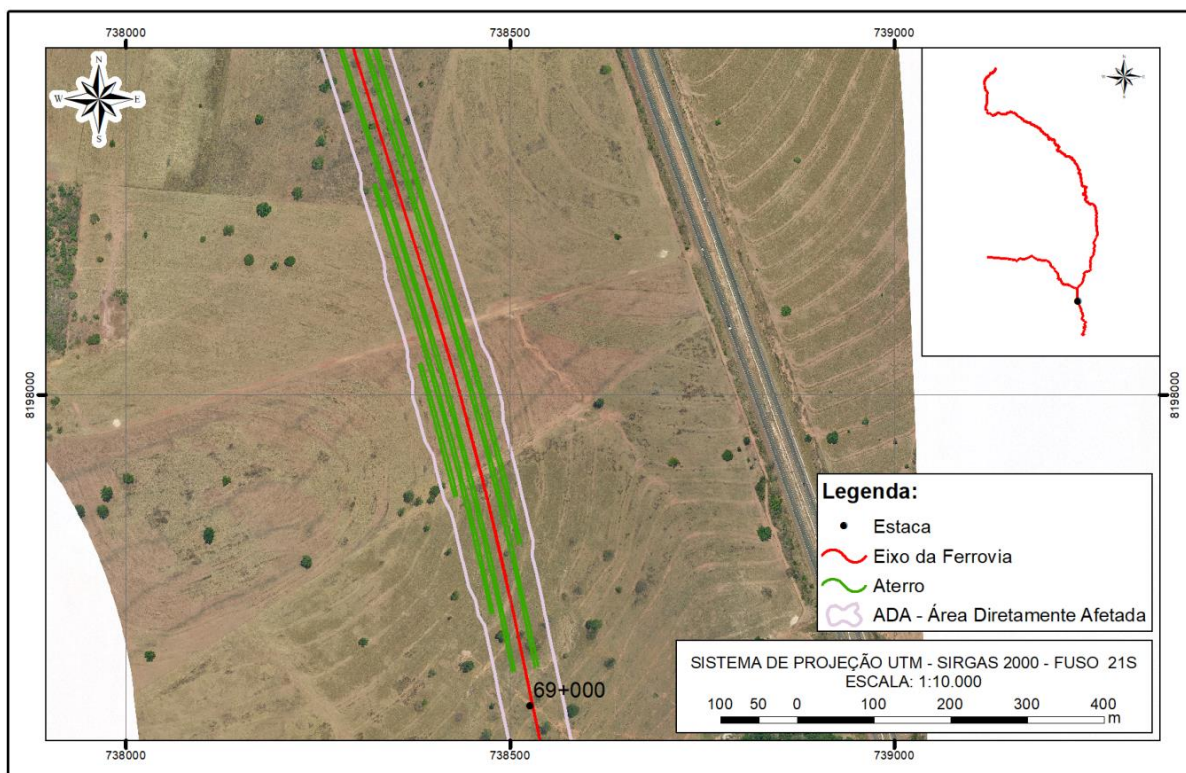 738000
738500
739000
N
W
E
S
8198000
8198000
69+000
Legenda:
Estaca
Eixo da Ferrovia
Aterro
ADA - Área Diretamente Afetada
SISTEMA DE PROJEÇÃO UTM - SIRGAS 2000 - FUSO 21S
ESCALA: 1:10.000
100 50 0 100 200 300 400
m
738000
738500
739000